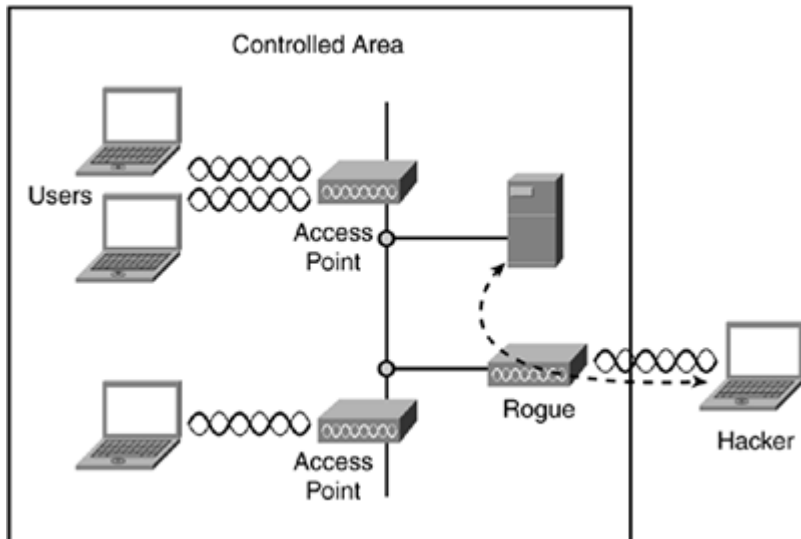 Controlled Area
Users
Access
Point
Rogue
Hacker
Access
Point